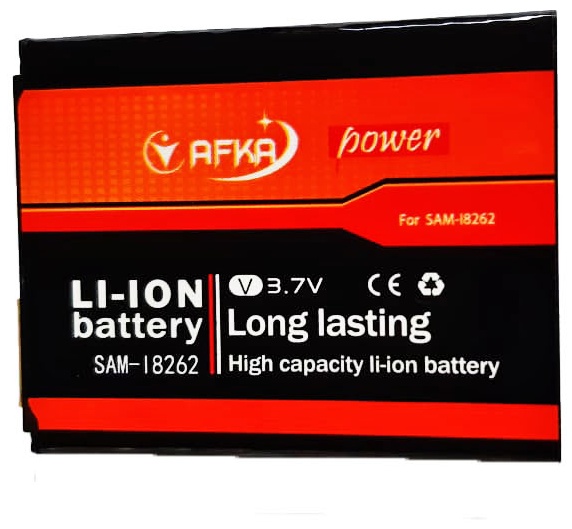 AFKA power
For SAM-I8262
LI-ION
battery
SAM-I8262
V 3.7V CE
Long lasting
High capacity li-ion battery